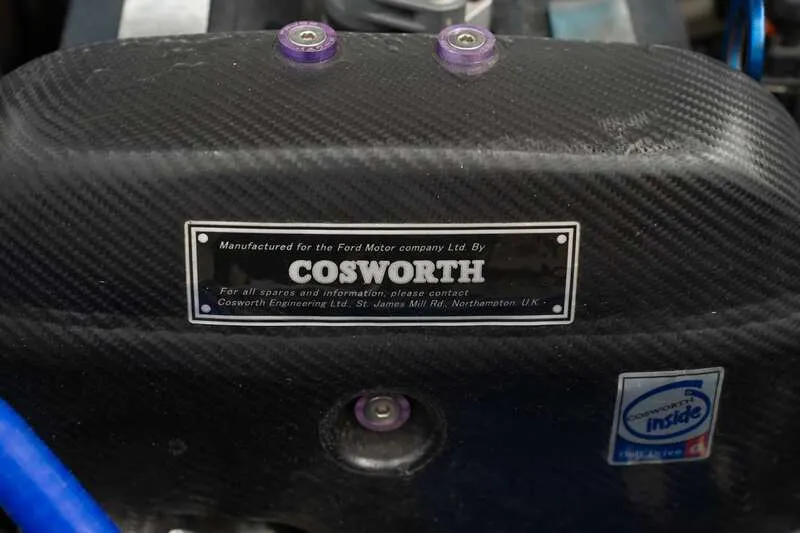 Manufactured for the Ford Motor company Ltd. By
COSWORTH
For all spares and information, please contact
Cosworth Engineering Ltd., St. James Mill Rd., Northampton. U.K.
COSWORTH
inside